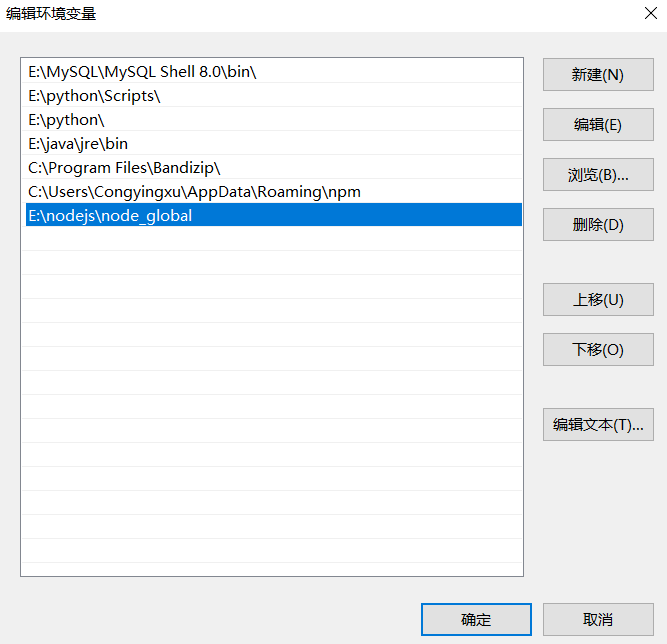 编辑环境变量
E:\MySQL\MySQL Shell 8.0\bin\
E:\python\Scripts\
E:\python\
E:\java\jre\bin
C:\Program Files\Bandizip\
C:\Users\Congyingxu\AppData\Roaming\npm
E:\nodejs\node_global
新建(N)
编辑(E)
浏览(B)...
删除(D)
上移(U)
下移(O)
编辑文本(T)...
确定
取消